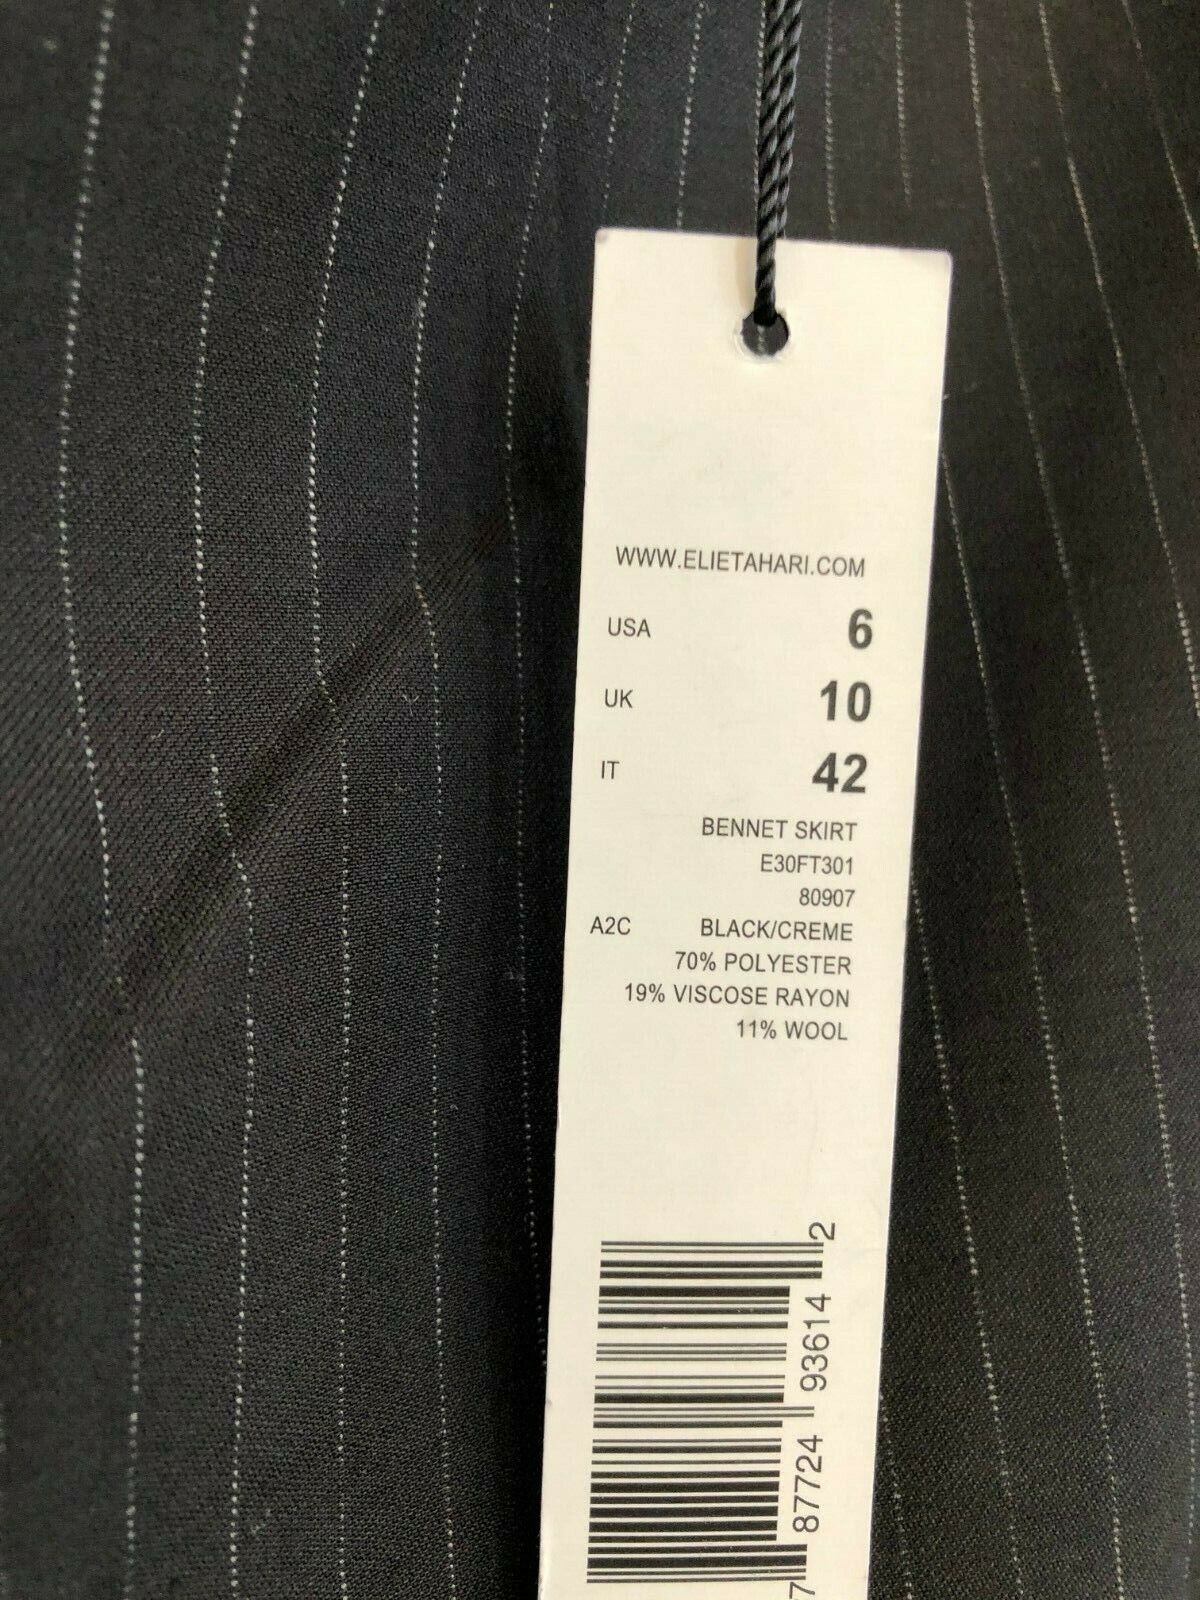 WWW.ELIETAHARI.COM
USA 6
UK 10
IT 42
BENNET SKIRT
E30FT301
80907
A2C BLACK/CREME
70% POLYESTER
19% VISCOSE RAYON
11% WOOL
7 87724 93614 2